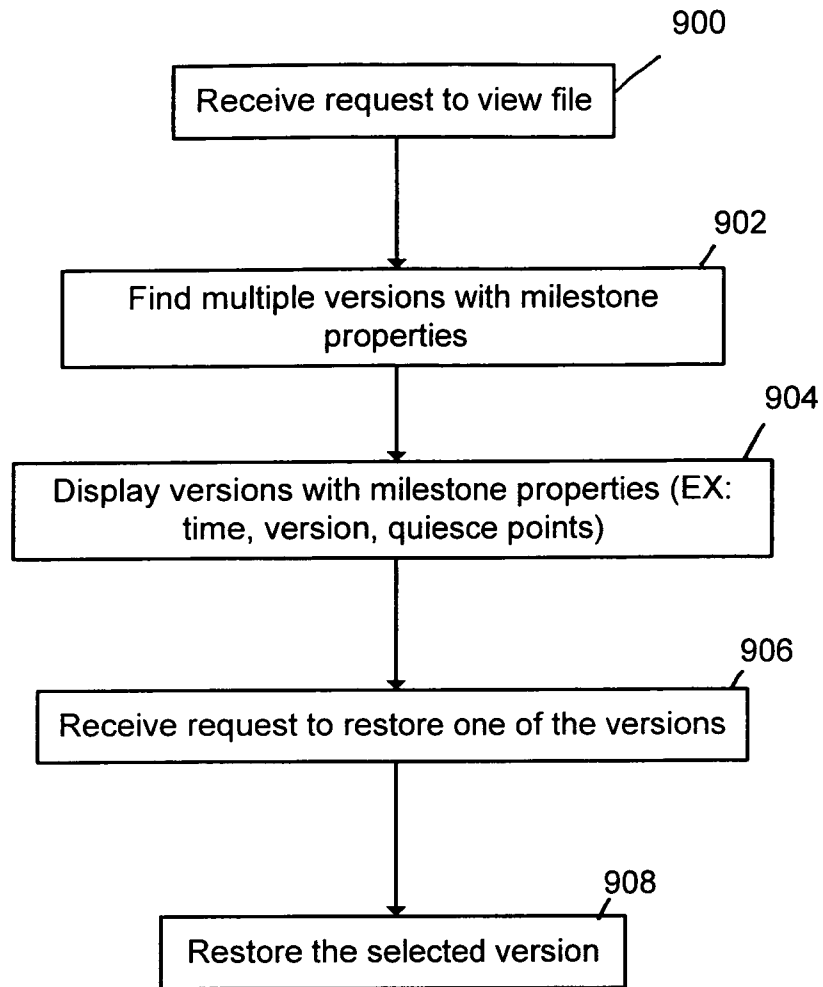 900
Receive request to view file
902
Find multiple versions with milestone
properties
904
Display versions with milestone properties (EX:
time, version, quiesce points)
906
Receive request to restore one of the versions
908
Restore the selected version